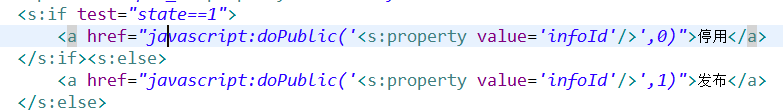 <s:if test="state==1">
<a href="javascript:doPublic('<s:property value='infoId'/>',0)">停用</a>
</s:if><s:else>
<a href="javascript:doPublic('<s:property value='infoId'/>',1)">发布</a>
</s:else>